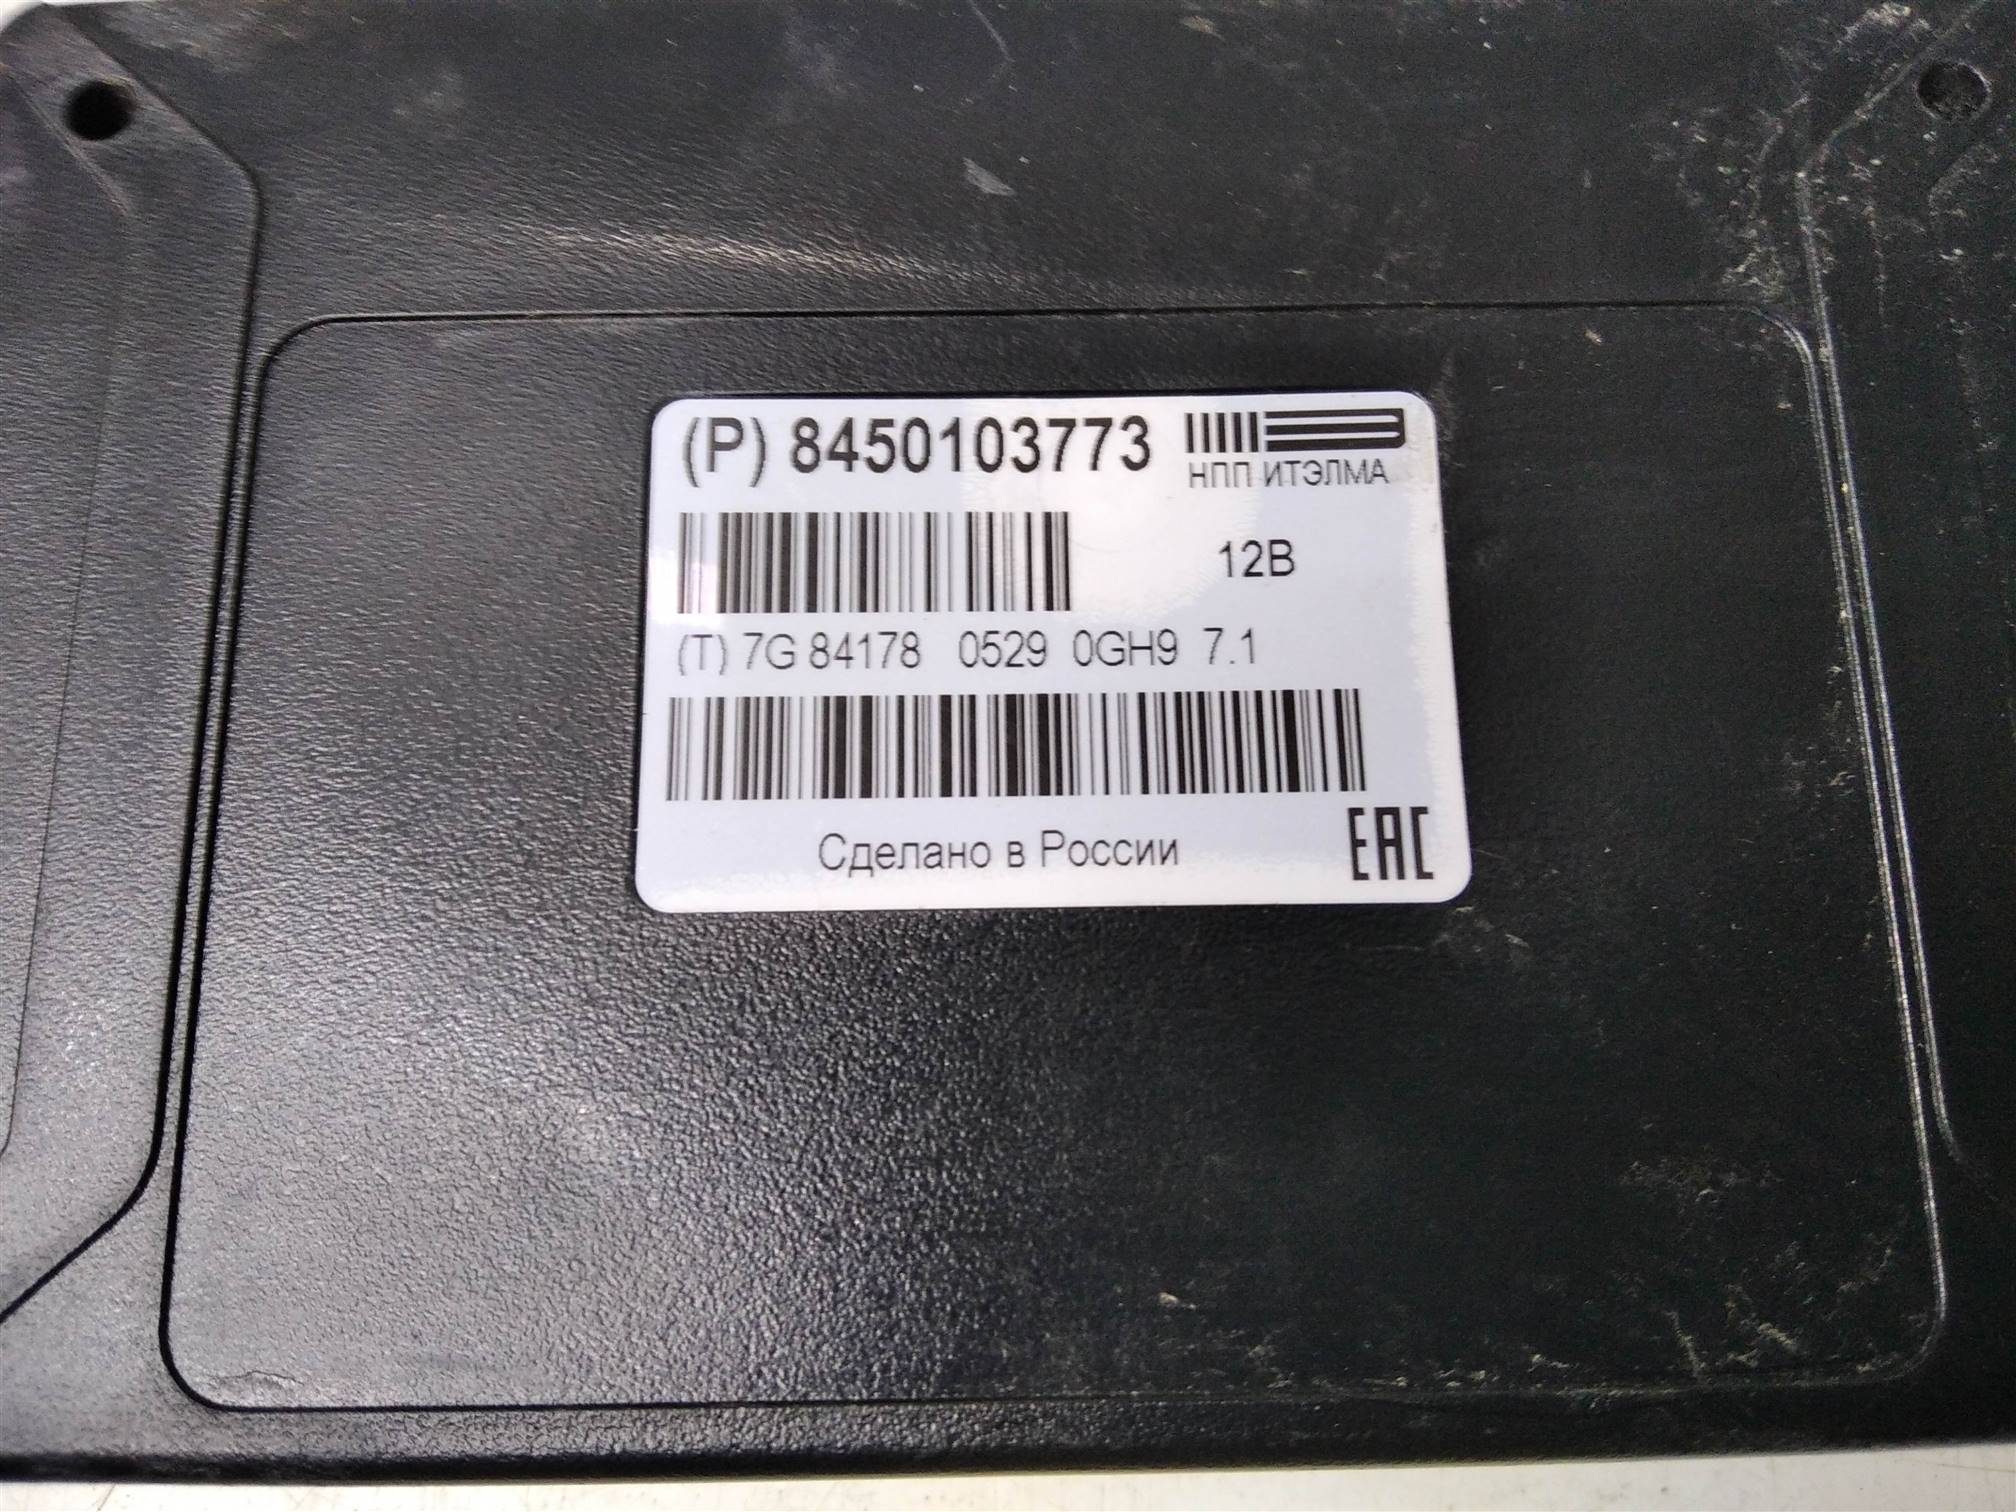 (P) 8450103773
НПП ИТЭЛМА
12В
(T) 7G 84178 0529 0GH9 7.1
Сделано в России
EAC